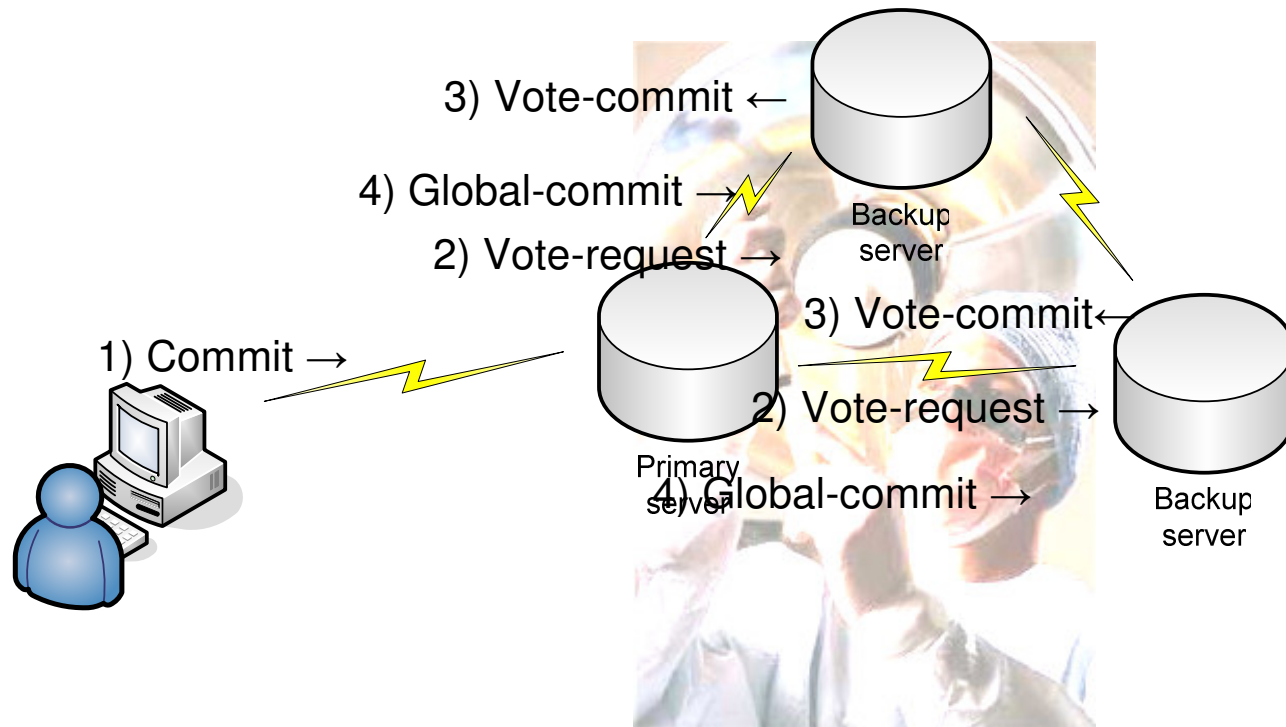 3) Vote-commit ←
4) Global-commit →
Backup
server
2) Vote-request →
3) Vote-commit←
1) Commit →
2) Vote-request →
Primary
server
4) Global-commit →
Backup
server